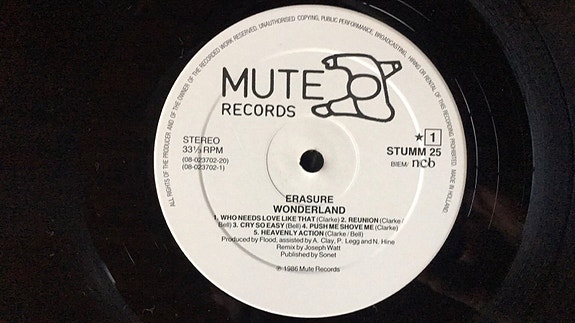 ALL RIGHTS OF THE PRODUCER AND OF THE OWNER OF THE RECORDED WORK RESERVED. UNAUTHORISED COPYING, PUBLIC PERFORMANCE, BROADCASTING, HIRING OR RENTAL OF THIS RECORDING PROHIBITED. MADE IN HOLLAND.
MUTE
RECORDS
STEREO
33⅓ RPM
(08-023702-20)
(08-023702-1)
★ 1
STUMM 25
BIEM/ ncb
ERASURE
WONDERLAND
1. WHO NEEDS LOVE LIKE THAT (Clarke) 2. REUNION (Clarke/
Bell) 3. CRY SO EASY (Bell) 4. PUSH ME SHOVE ME (Clarke)
5. HEAVENLY ACTION (Clarke / Bell)
Produced by Flood, assisted by A. Clay, P. Legg and N. Hine
Remix by Joseph Watt
Published by Sonet
℗ 1986 Mute Records